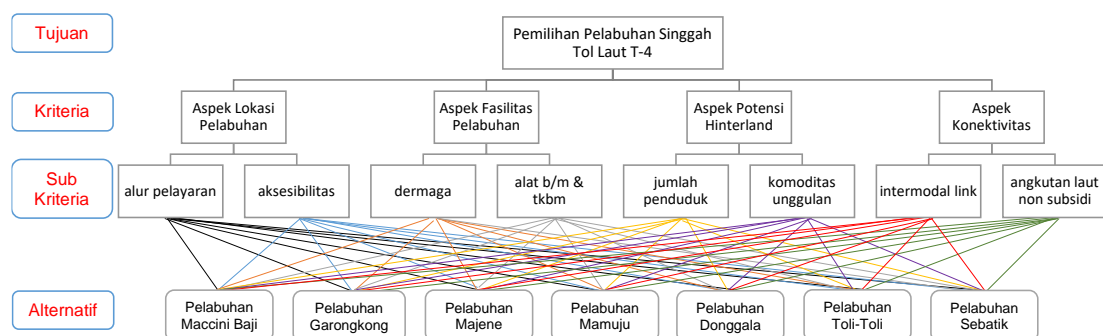 Tujuan
Pemilihan Pelabuhan Singgah
Tol Laut T-4
Kriteria
Aspek Lokasi
Pelabuhan
Aspek Fasilitas
Pelabuhan
Aspek Potensi
Hinterland
Aspek
Konektivitas
Sub
Kriteria
alur pelayaran
aksesibilitas
dermaga
alat b/m &
tkbm
jumlah
penduduk
komoditas
unggulan
intermodal link
angkutan laut
non subsidi
Alternatif
Pelabuhan
Maccini Baji
Pelabuhan
Garongkong
Pelabuhan
Majene
Pelabuhan
Mamuju
Pelabuhan
Donggala
Pelabuhan
Toli-Toli
Pelabuhan
Sebatik